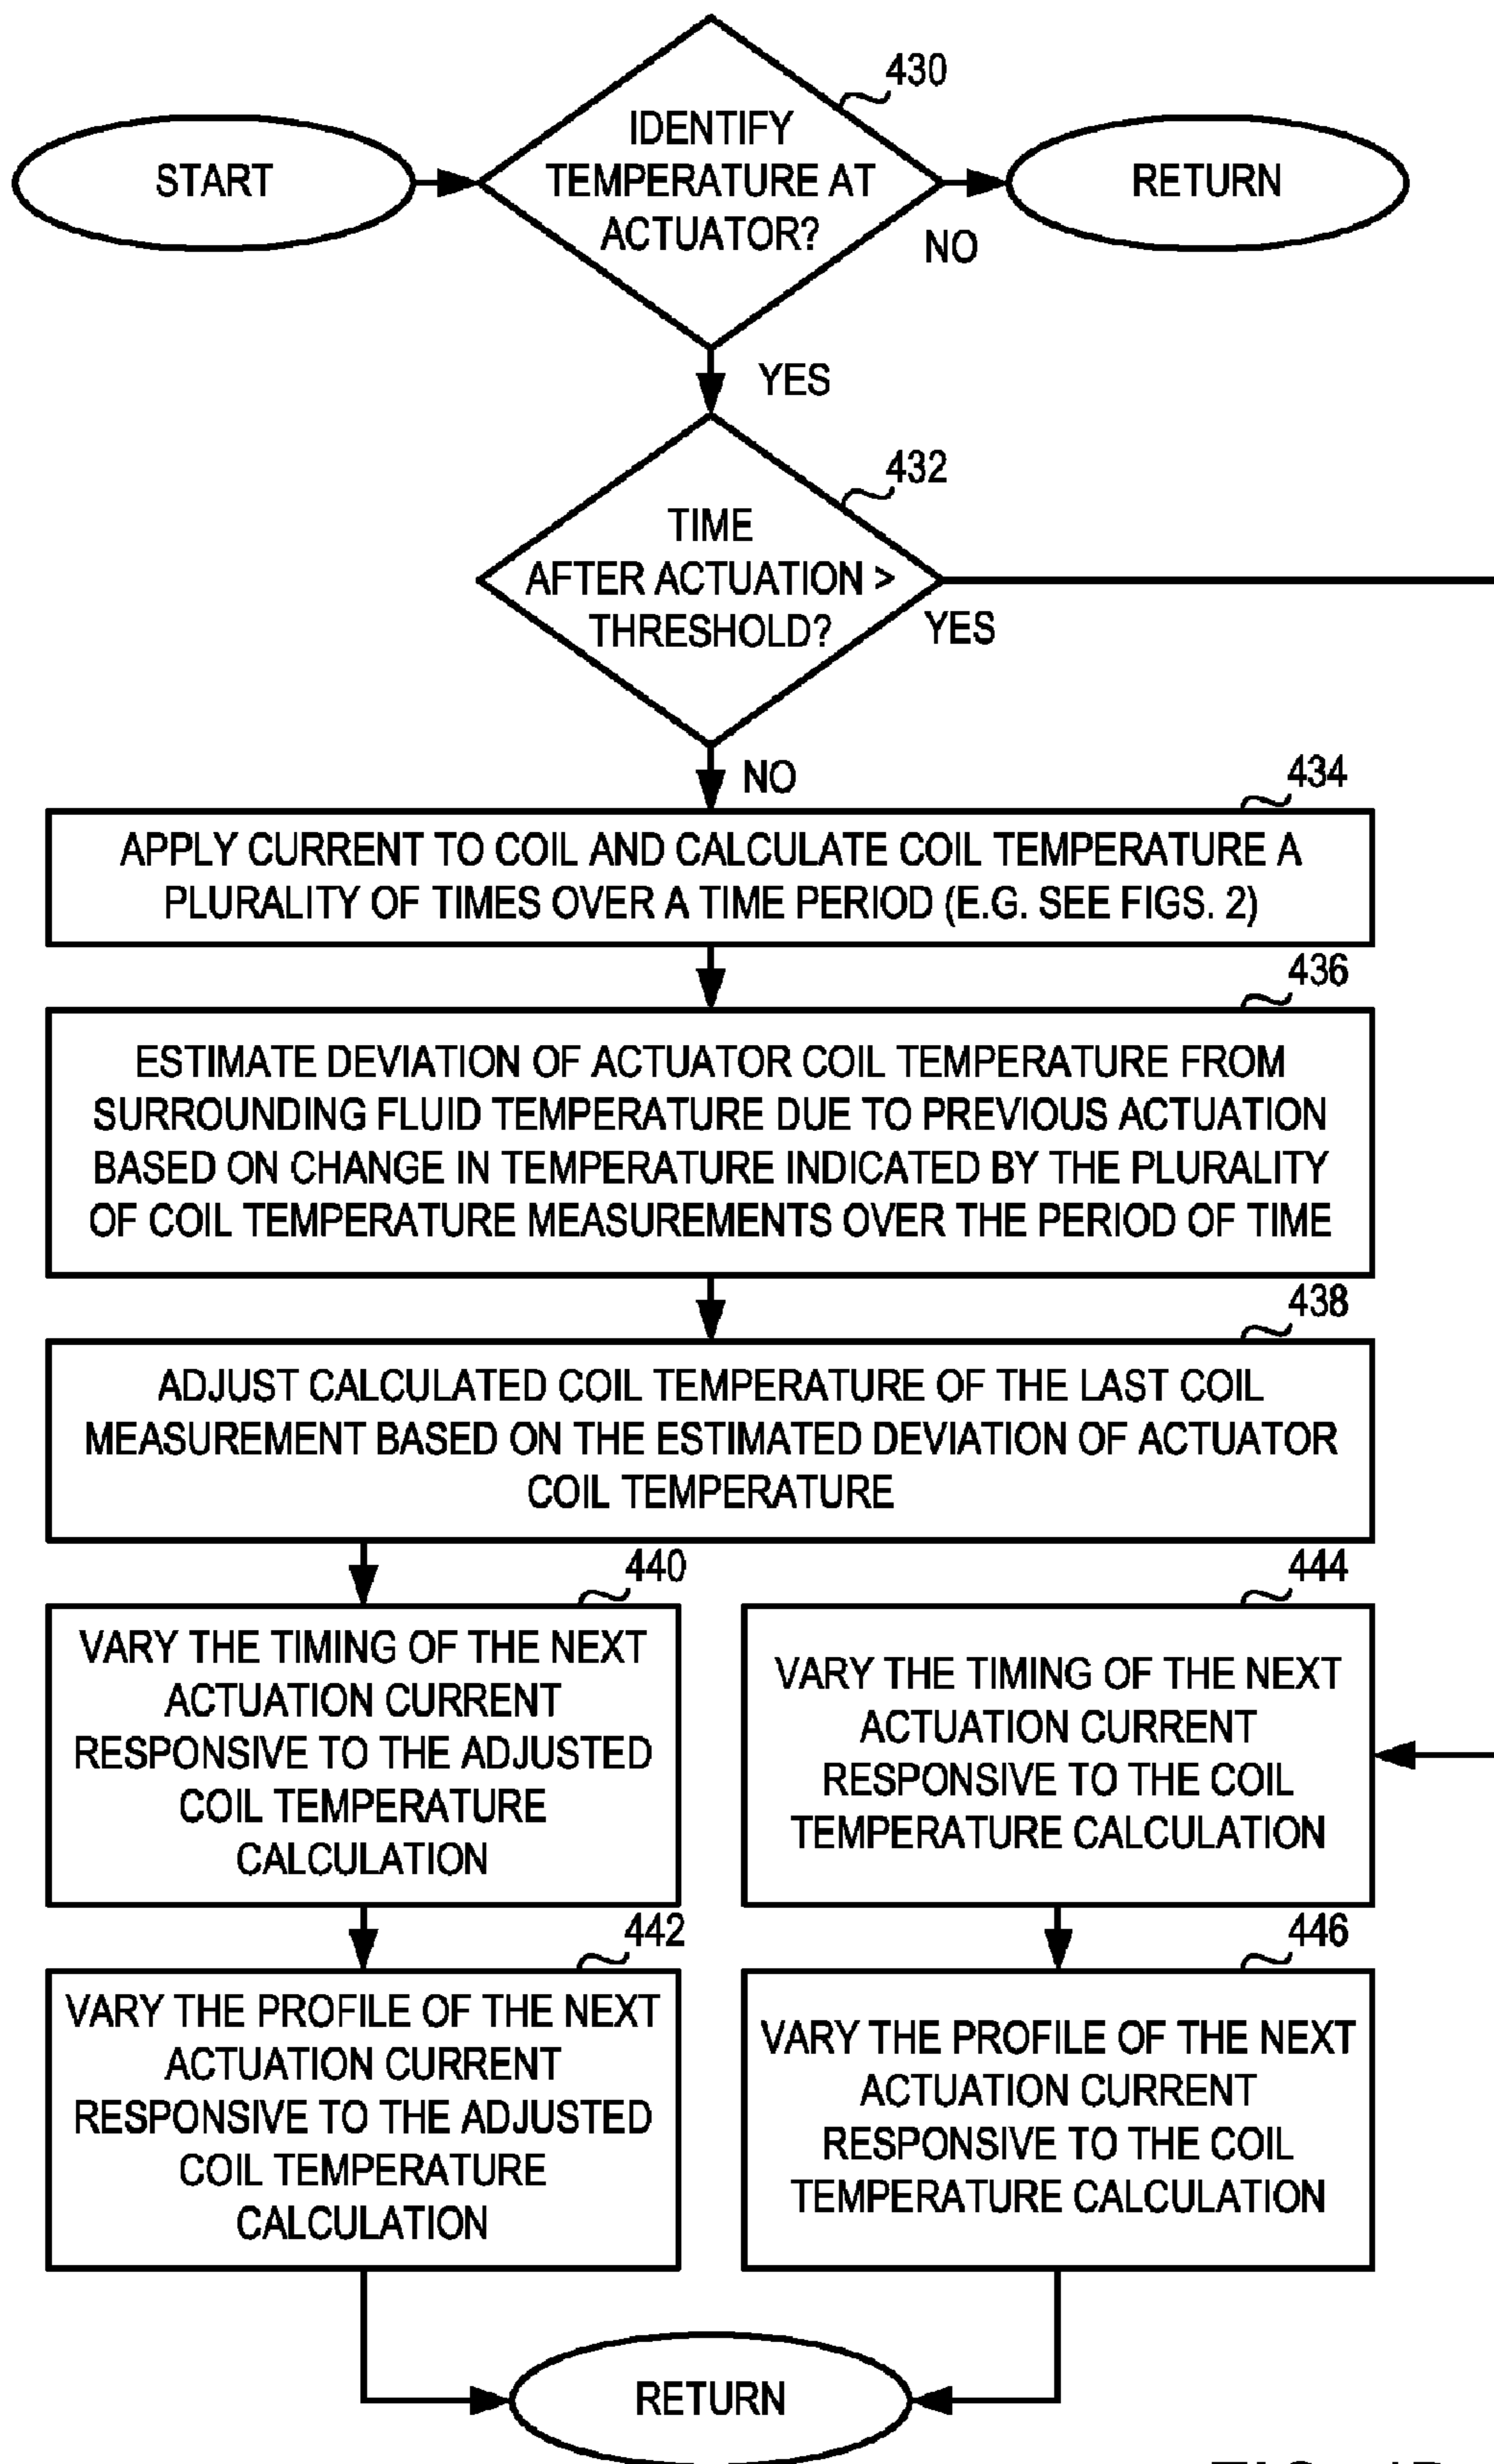 430
START
IDENTIFY
TEMPERATURE AT
ACTUATOR?
RETURN
NO
YES
432
TIME
AFTER ACTUATION >
THRESHOLD?
YES
NO
434
APPLY CURRENT TO COIL AND CALCULATE COIL TEMPERATURE A
PLURALITY OF TIMES OVER A TIME PERIOD (E.G. SEE FIGS. 2)
436
ESTIMATE DEVIATION OF ACTUATOR COIL TEMPERATURE FROM
SURROUNDING FLUID TEMPERATURE DUE TO PREVIOUS ACTUATION
BASED ON CHANGE IN TEMPERATURE INDICATED BY THE PLURALITY
OF COIL TEMPERATURE MEASUREMENTS OVER THE PERIOD OF TIME
438
ADJUST CALCULATED COIL TEMPERATURE OF THE LAST COIL
MEASUREMENT BASED ON THE ESTIMATED DEVIATION OF ACTUATOR
COIL TEMPERATURE
440
VARY THE TIMING OF THE NEXT
ACTUATION CURRENT
RESPONSIVE TO THE ADJUSTED
COIL TEMPERATURE
CALCULATION
444
VARY THE TIMING OF THE NEXT
ACTUATION CURRENT
RESPONSIVE TO THE COIL
TEMPERATURE CALCULATION
442
VARY THE PROFILE OF THE NEXT
ACTUATION CURRENT
RESPONSIVE TO THE ADJUSTED
COIL TEMPERATURE
CALCULATION
446
VARY THE PROFILE OF THE NEXT
ACTUATION CURRENT
RESPONSIVE TO THE COIL
TEMPERATURE CALCULATION
RETURN